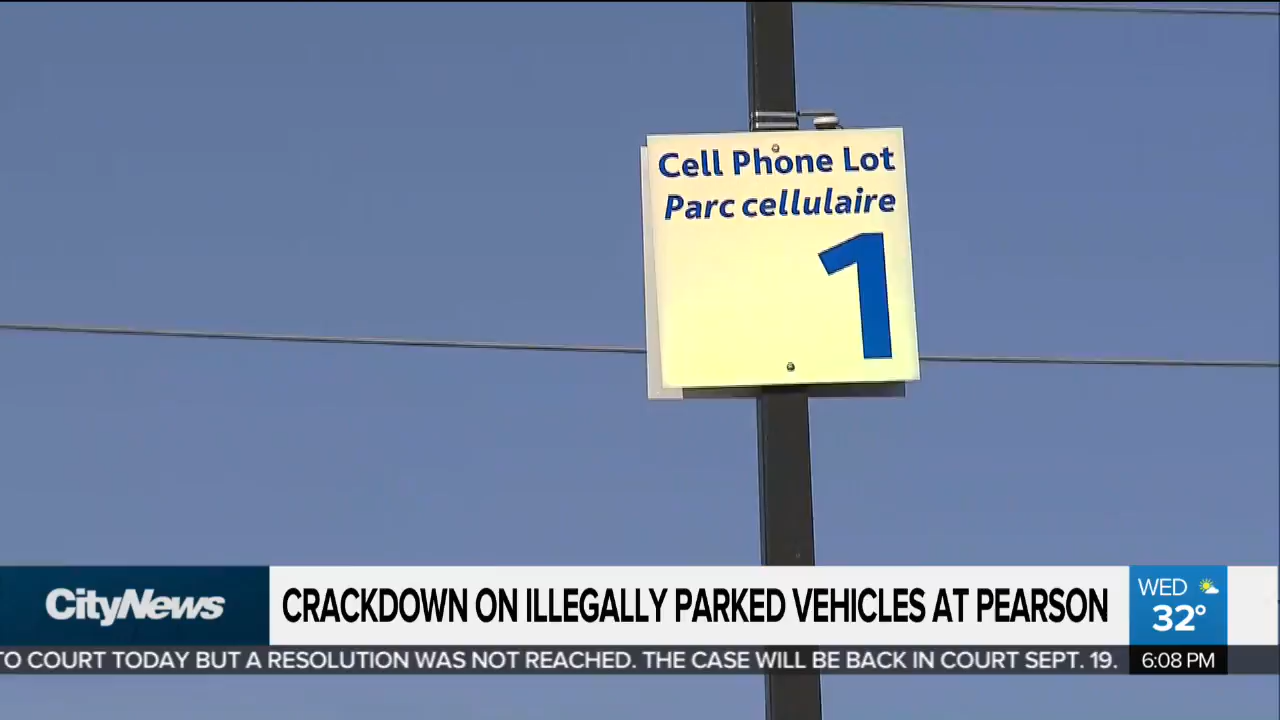 Cell Phone Lot
Parc cellulaire
1
CityNews
CRACKDOWN ON ILLEGALLY PARKED VEHICLES AT PEARSON
WED
32°
TO COURT TODAY BUT A RESOLUTION WAS NOT REACHED. THE CASE WILL BE BACK IN COURT SEPT. 19.
6:08 PM